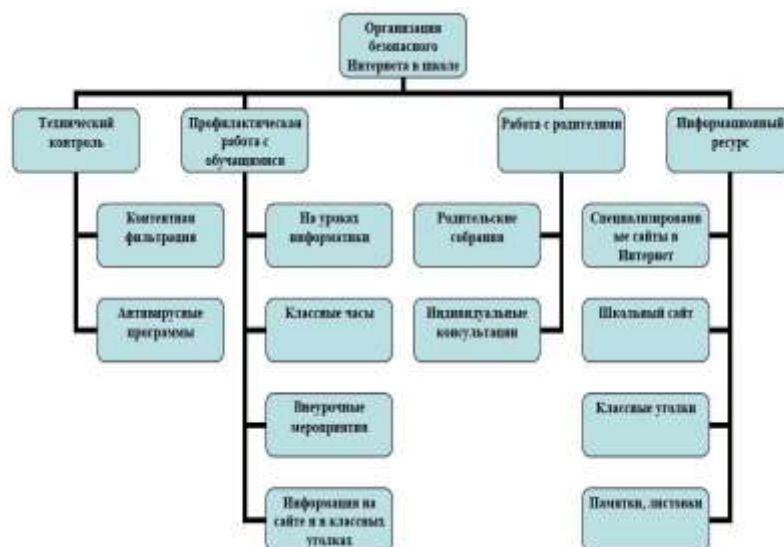 Организация
безопасного
Интернета в школе
Технический
контроль
Профилактическая
работа с
обучащимися
Работа с родителями
Информационный
ресурс
Контентная
фильтрация
На уроках
информатики
Родительские
собрания
Специализирован
ые сайты в
Интернет
Антивирусные
программы
Классные часы
Индивидуальные
консультации
Школьный сайт
Внеурочные
мероприятия
Классные уголки
Информация на
сайте и в классных
уголках
Памятки, листовки